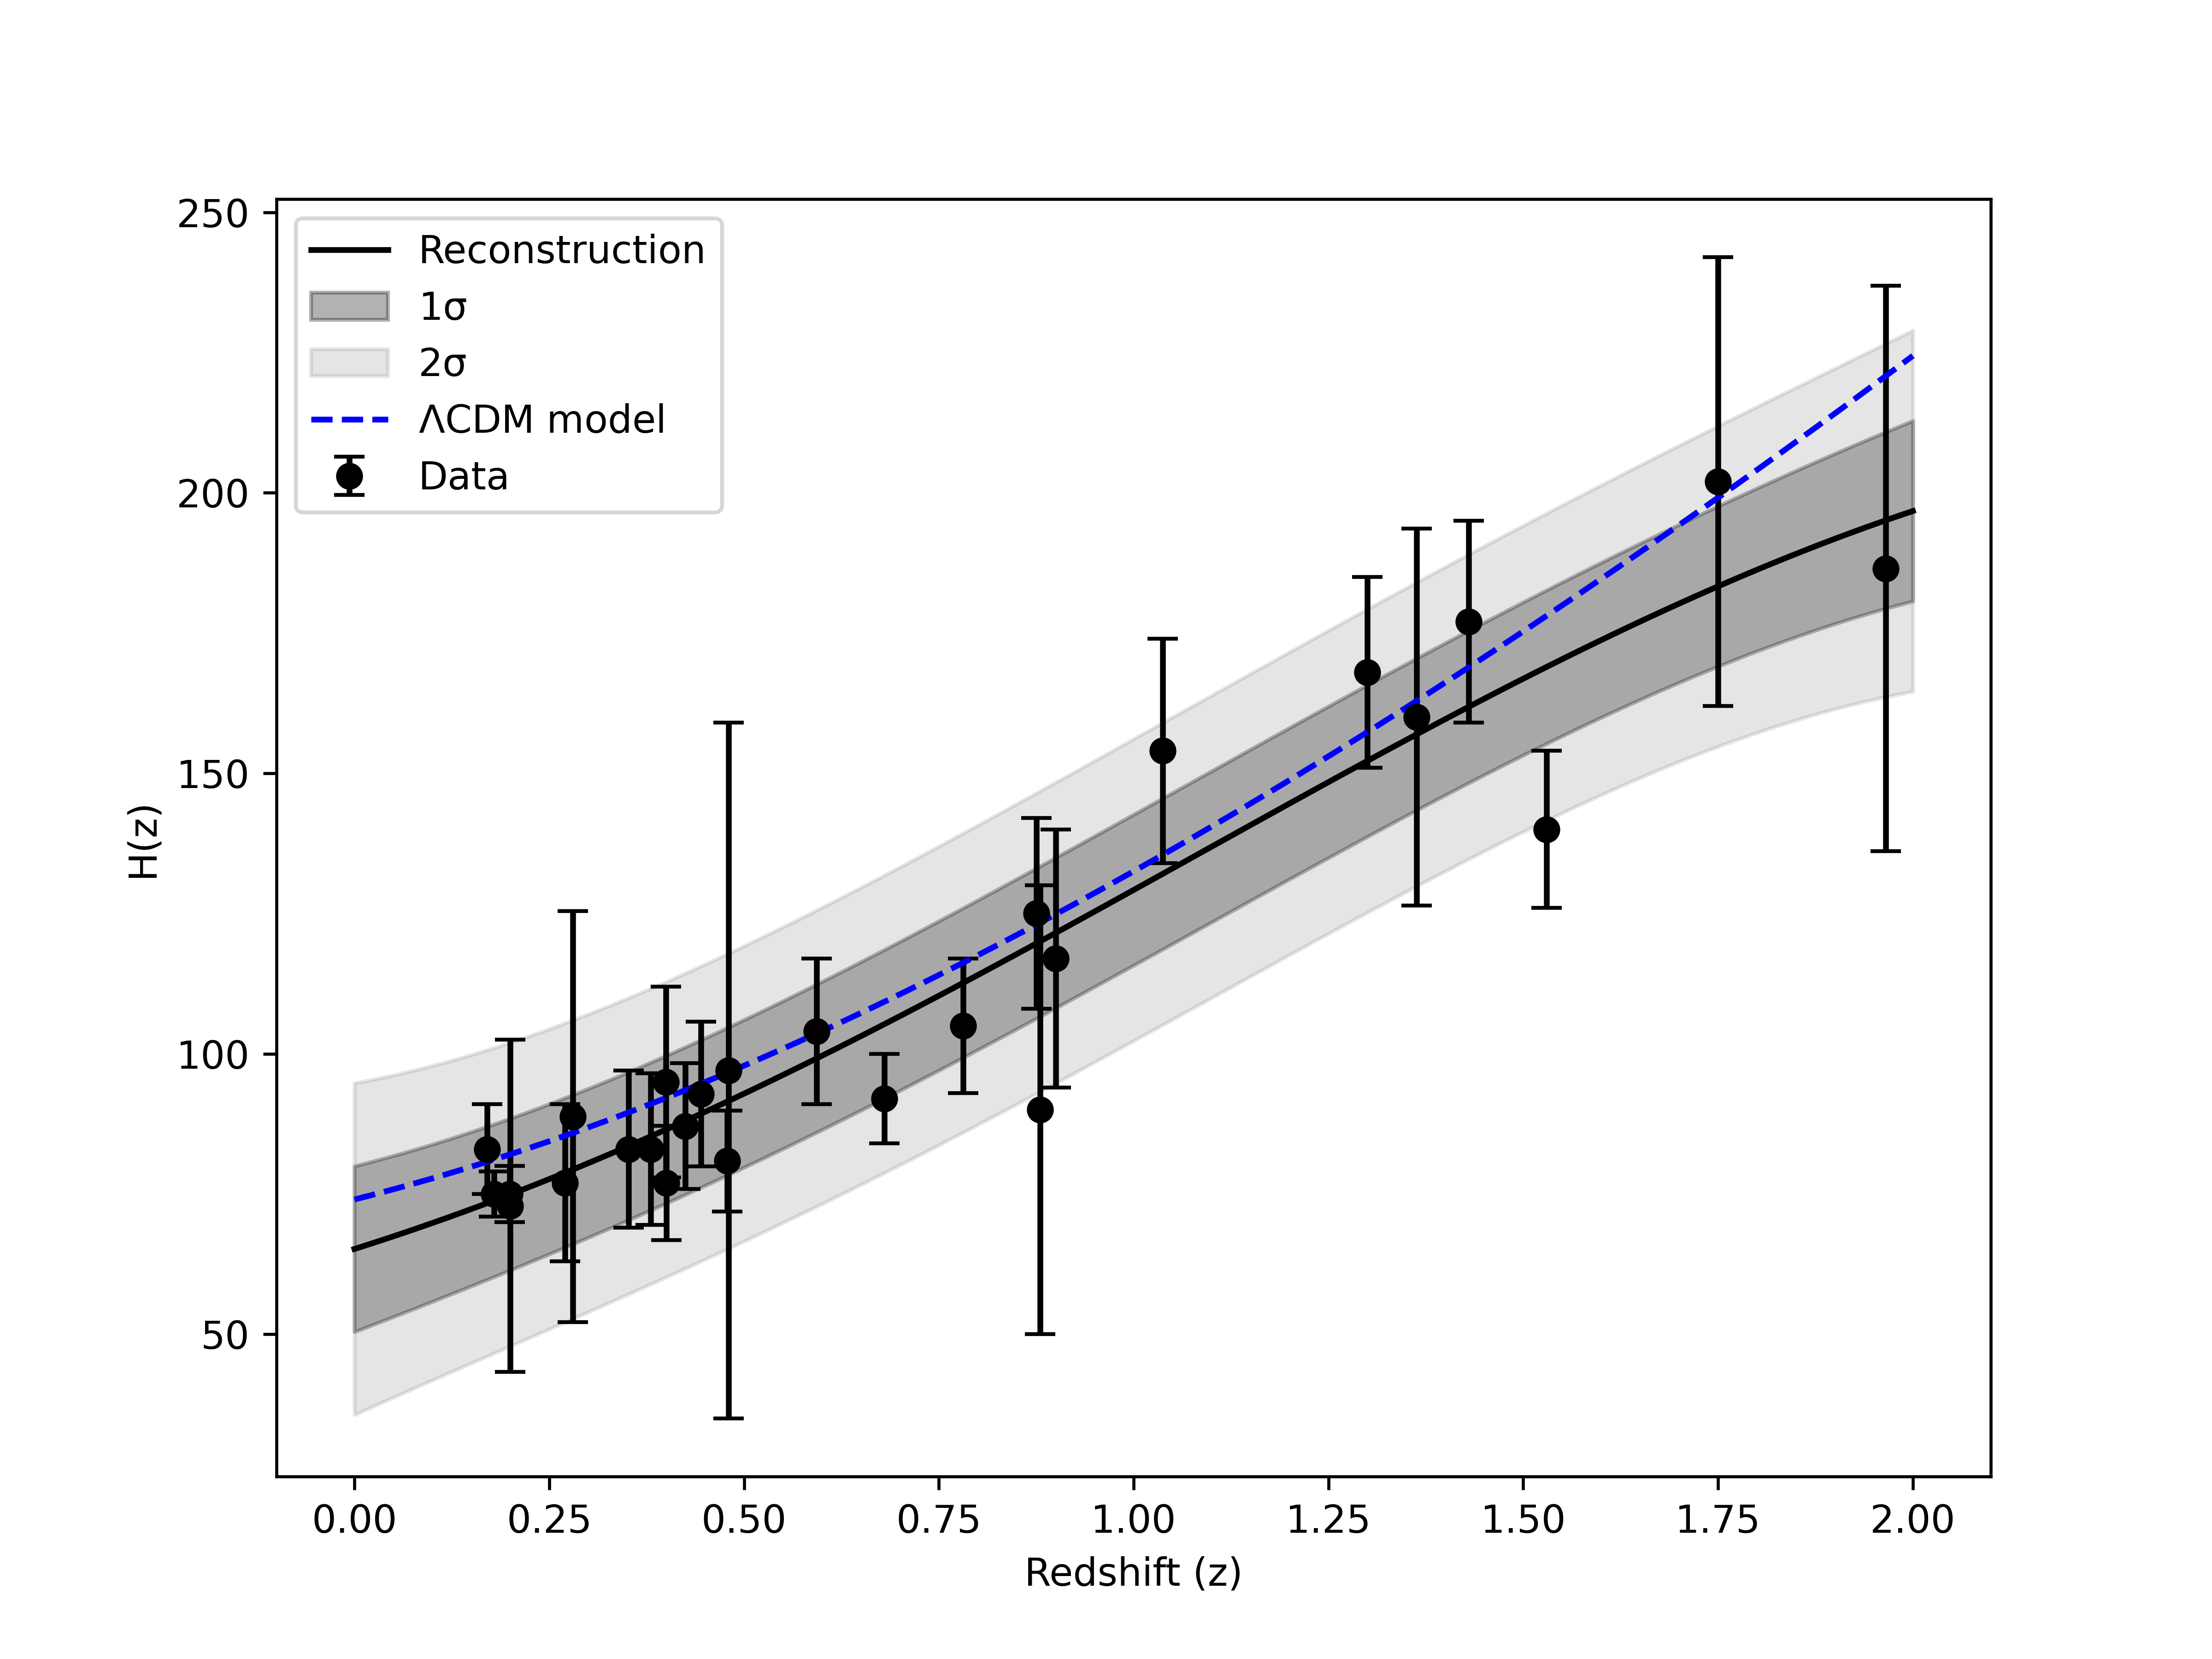 Reconstruction
1σ
2σ
ΛCDM model
Data
250
200
150
100
50
H(z)
0.00 0.25 0.50 0.75 1.00 1.25 1.50 1.75 2.00
Redshift (z)